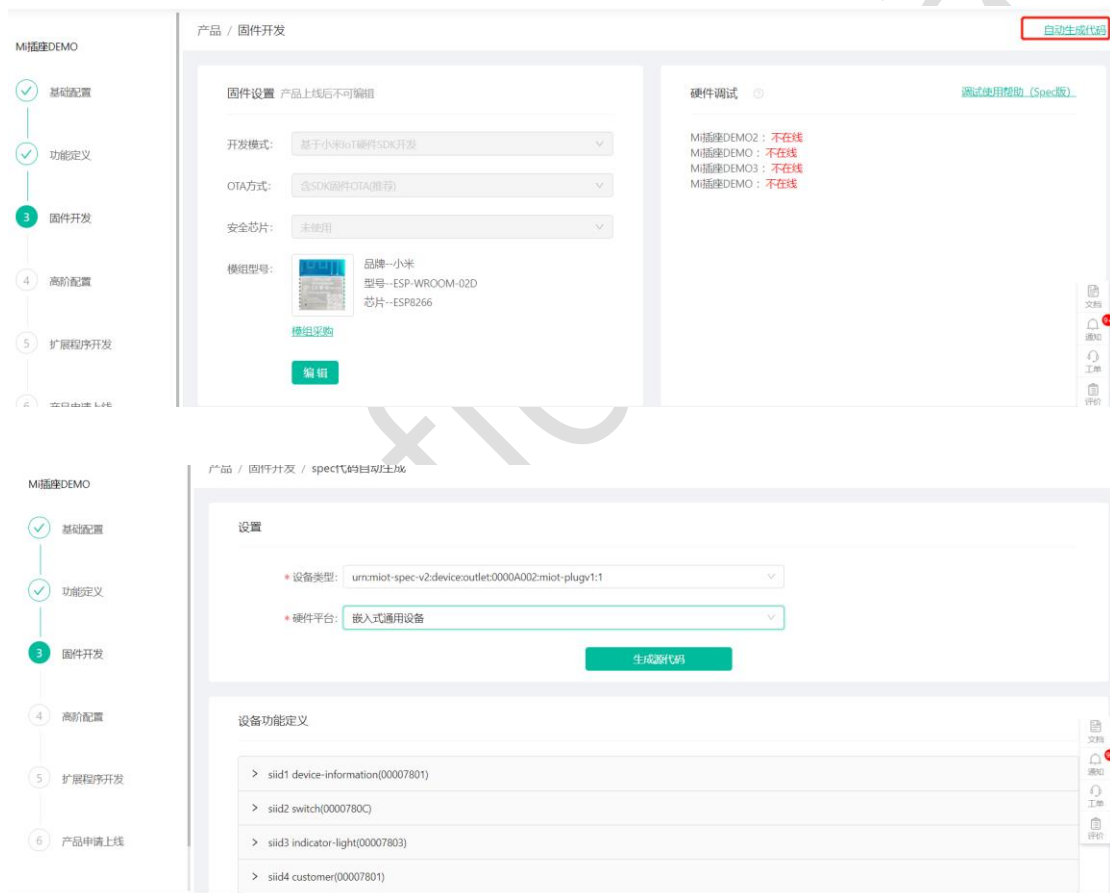 产品 / 固件开发
自动生成代码
Mi插座DEMO
基础配置
功能定义
3 固件开发
4 高阶配置
5 扩展程序开发
6 产品申请上线
固件设置 产品上线后不可编辑
开发模式: 基于小米IoT硬件SDK开发
OTA方式: 含SDK固件OTA(推荐)
安全芯片: 未使用
模组型号:
品牌--小米
型号--ESP-WROOM-02D
芯片--ESP8266
模组采购
编辑
硬件调试
调试使用帮助（Spec版）
Mi插座DEMO2： 不在线
Mi插座DEMO： 不在线
Mi插座DEMO3： 不在线
Mi插座DEMO： 不在线
文档
通知
工单
评价
产品 / 固件开发 / spec代码自动生成
Mi插座DEMO
基础配置
功能定义
3 固件开发
4 高阶配置
5 扩展程序开发
6 产品申请上线
设置
* 设备类型: urn:miot-spec-v2:device:outlet:0000A002:miot-plugv1:1
* 硬件平台: 嵌入式通用设备
生成源代码
设备功能定义
> siid1 device-information(00007801)
> siid2 switch(0000780C)
> siid3 indicator-light(00007803)
> siid4 customer(00007801)
文档
通知
工单
评价